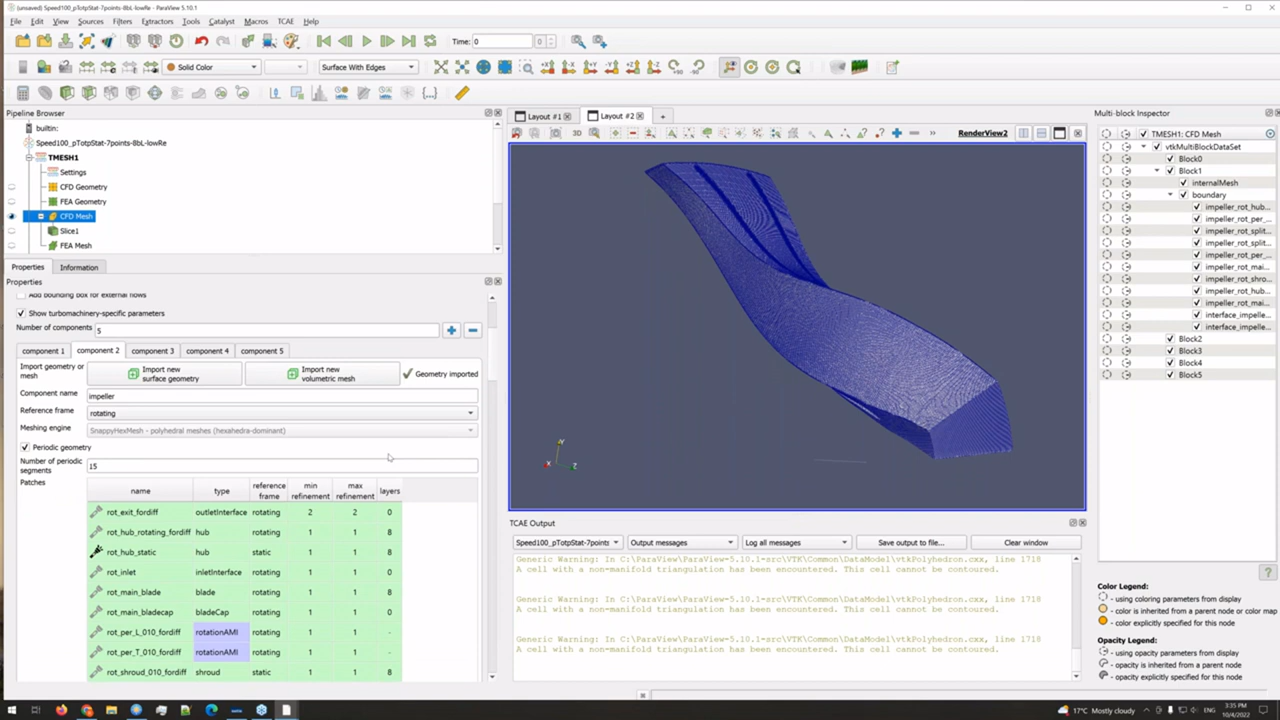 (unsaved) Speed100_pTotpStat-7points-8bL-lowRe - ParaView 5.10.1
File Edit View Sources Filters Extractors Tools Catalyst Macros TCAE Help
Time: 0 0
Solid Color Surface With Edges
Pipeline Browser
builtin:
Speed100_pTotpStat-7points-8bL-lowRe
TMESH1
Settings
CFD Geometry
FEA Geometry
CFD Mesh
Slice1
FEA Mesh
Properties Information
Properties
Add bounding box for external flows
Show turbomachinery-specific parameters
Number of components 5
component 1 component 2 component 3 component 4 component 5
Import geometry or mesh Import new surface geometry Import new volumetric mesh Geometry imported
Component name impeller
Reference frame rotating
Meshing engine SnappyHexMesh - polyhedral meshes (hexahedra-dominant)
Periodic geometry
Number of periodic segments 15
Patches
name type reference frame min refinement max refinement layers
rot_exit_fordiff outletInterface rotating 2 2 0
rot_hub_rotating_fordiff hub rotating 1 1 8
rot_hub_static hub static 1 1 8
rot_inlet inletInterface rotating 1 1 0
rot_main_blade blade rotating 1 1 8
rot_main_bladecap bladeCap rotating 1 1 0
rot_per_L_010_fordiff rotationAMI rotating 1 1 -
rot_per_T_010_fordiff rotationAMI rotating 1 1 -
rot_shroud_010_fordiff shroud static 1 1 8
Layout #1 Layout #2 +
3D RenderView2
Y
X Z
TCAE Output
Speed100_pTotpStat-7points Output messages Log all messages Save output to file... Clear window
Generic Warning: In C:\ParaView\ParaView-5.10.1-src\VTK\Common\DataModel\vtkPolyhedron.cxx, line 1718
A cell with a non-manifold triangulation has been encountered. This cell cannot be contoured.
Generic Warning: In C:\ParaView\ParaView-5.10.1-src\VTK\Common\DataModel\vtkPolyhedron.cxx, line 1718
A cell with a non-manifold triangulation has been encountered. This cell cannot be contoured.
Generic Warning: In C:\ParaView\ParaView-5.10.1-src\VTK\Common\DataModel\vtkPolyhedron.cxx, line 1718
A cell with a non-manifold triangulation has been encountered. This cell cannot be contoured.
Multi-block Inspector
TMESH1: CFD Mesh
vtkMultiBlockDataSet
Block0
Block1
internalMesh
boundary
impeller_rot_hub...
impeller_rot_per_...
impeller_rot_split...
impeller_rot_split...
impeller_rot_per_...
impeller_rot_mai...
impeller_rot_shro...
impeller_rot_hub...
impeller_rot_mai...
interface_impelle...
interface_impelle...
Block2
Block3
Block4
Block5
?
Color Legend:
- using coloring parameters from display
- color is inherited from a parent node or color map
- color explicitly specified for this node
Opacity Legend:
- using opacity parameters from display
- opacity is inherited from a parent node
- opacity explicitly specified for this node
17°C Mostly cloudy ENG 3:35 PM
10/4/2022